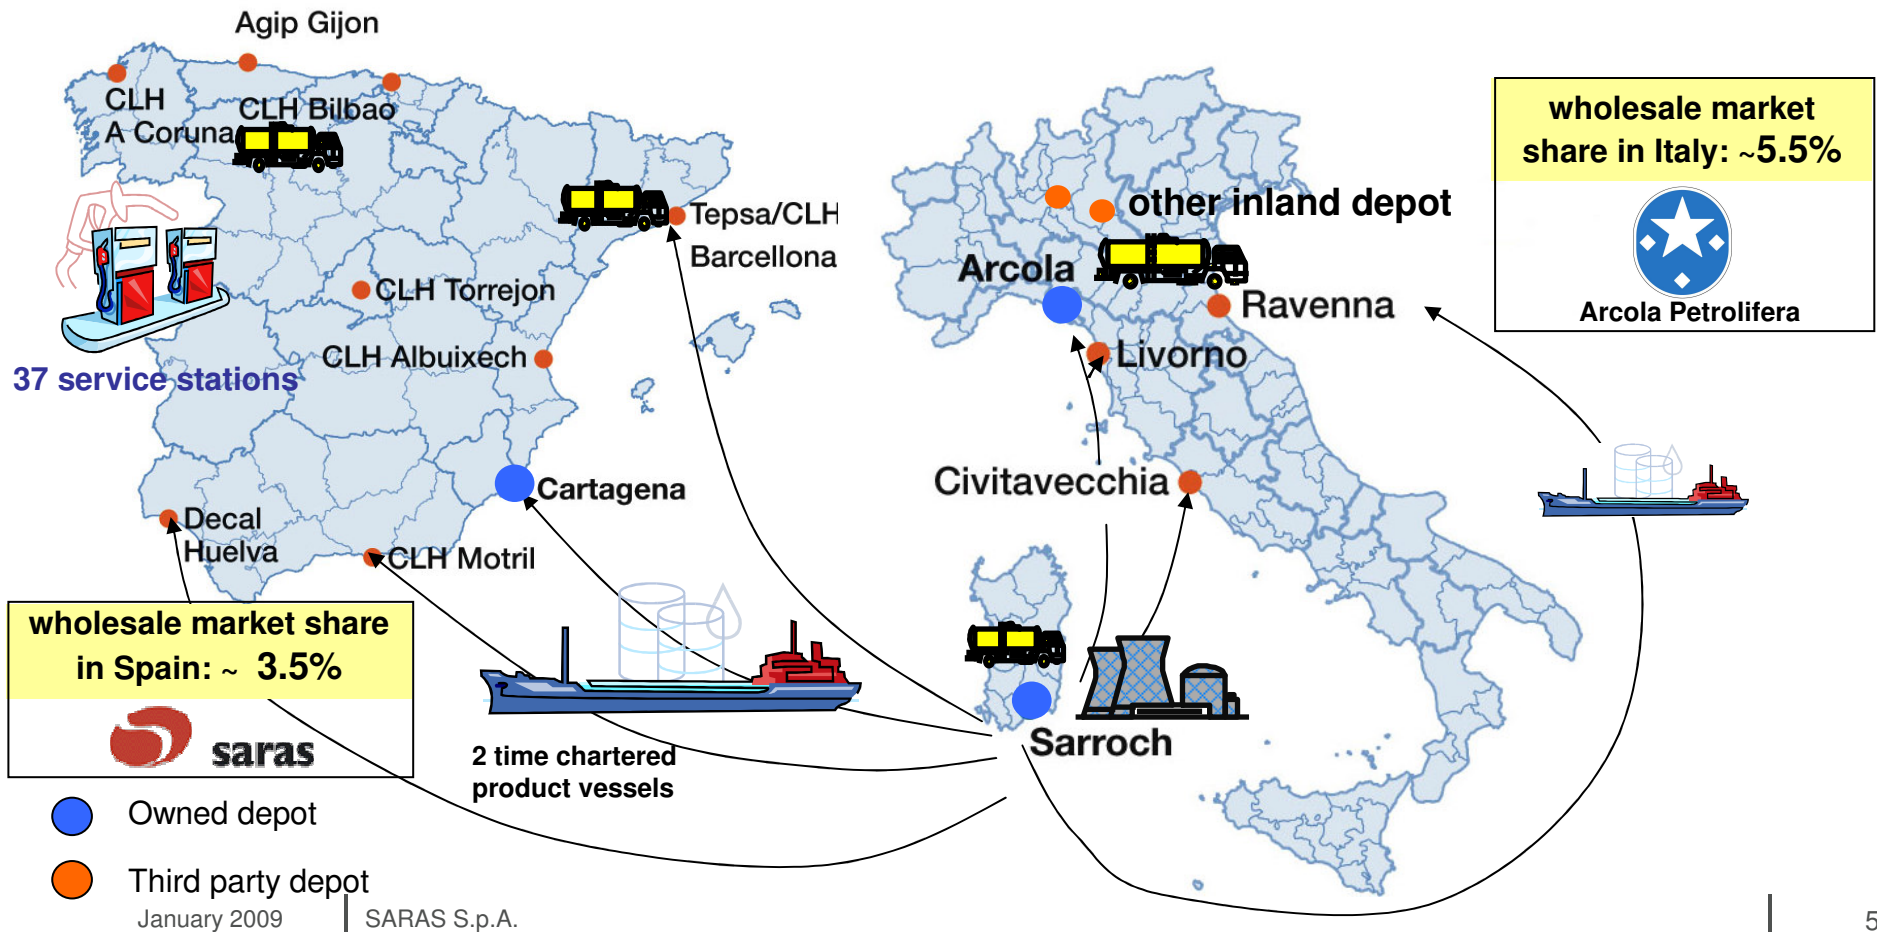 Agip Gijon
CLH
A Coruna
CLH Bilbao
Tepsa/CLH
Barcellona
CLH Torrejon
CLH Albuixech
37 service stations
Cartagena
Decal
Huelva
CLH Motril
wholesale market share
in Spain: ~ 3.5%
saras
2 time chartered
product vessels
Owned depot
Third party depot
other inland depot
Arcola
Ravenna
Livorno
Civitavecchia
Sarroch
wholesale market
share in Italy: ~5.5%
Arcola Petrolifera
January 2009
SARAS S.p.A.
5